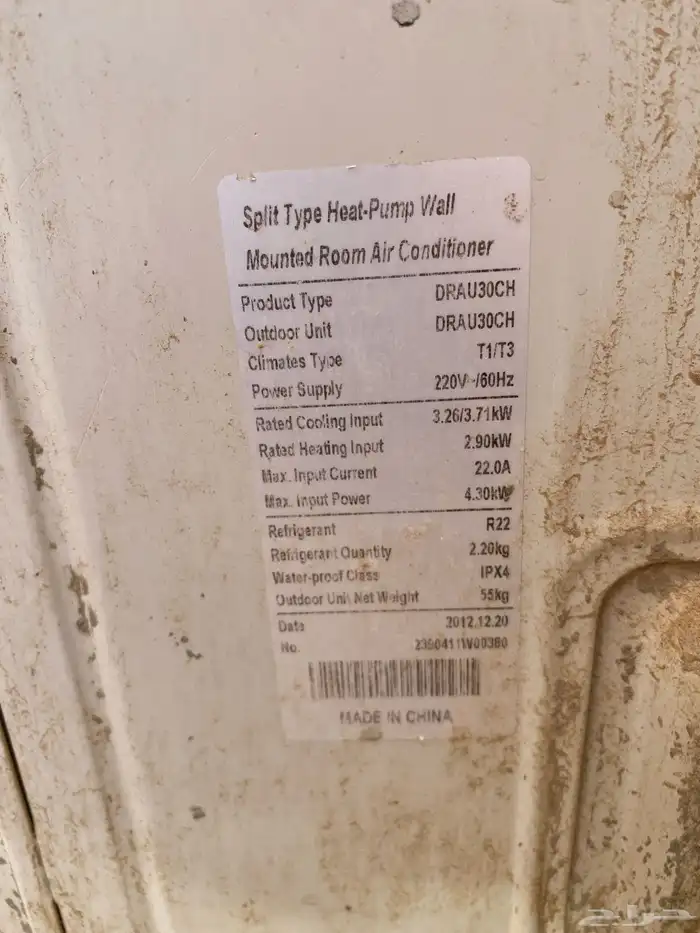 Split Type Heat-Pump Wall
Mounted Room Air Conditioner
Product Type DRAU30CH
Outdoor Unit DRAU30CH
Climates Type T1/T3
Power Supply 220V~/60Hz
Rated Cooling Input 3.26/3.71kW
Rated Heating Input 2.90kW
Max. Input Current 22.0A
Max. Input Power 4.30kW
Refrigerant R22
Refrigerant Quantity 2.20kg
Water-proof Class IPX4
Outdoor Unit Net Weight 55kg
Date 2012.12.20
No.
MADE IN CHINA
حراج